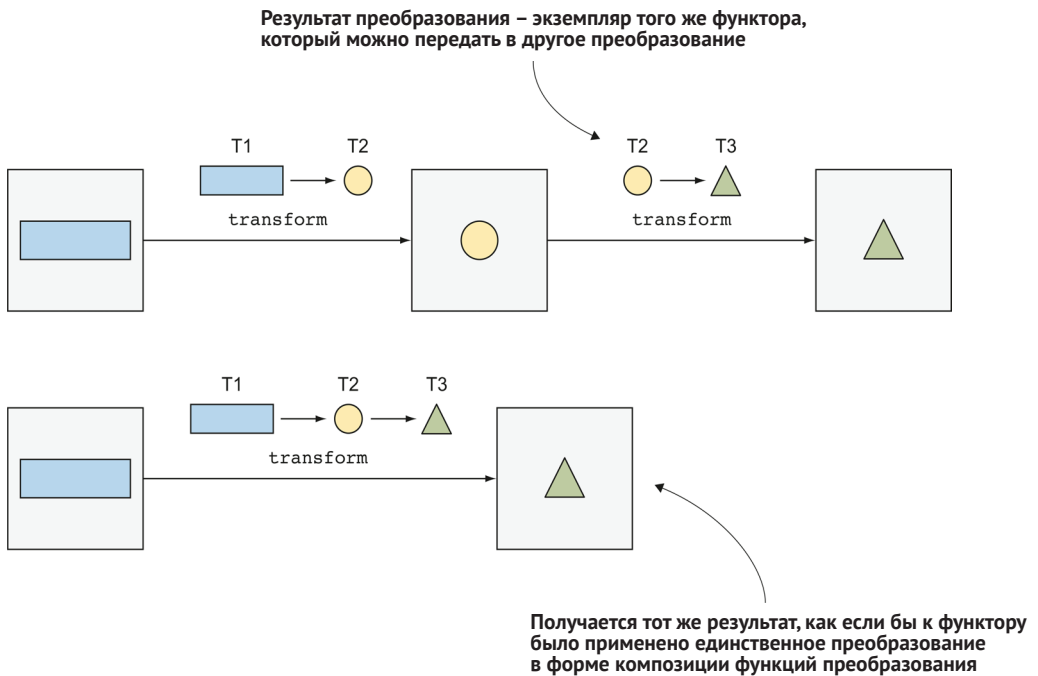 Результат преобразования – экземпляр того же функтора,
который можно передать в другое преобразование
T1 T2
transform
T2 T3
transform
T1 T2 T3
transform
Получается тот же результат, как если бы к функтору
было применено единственное преобразование
в форме композиции функций преобразования